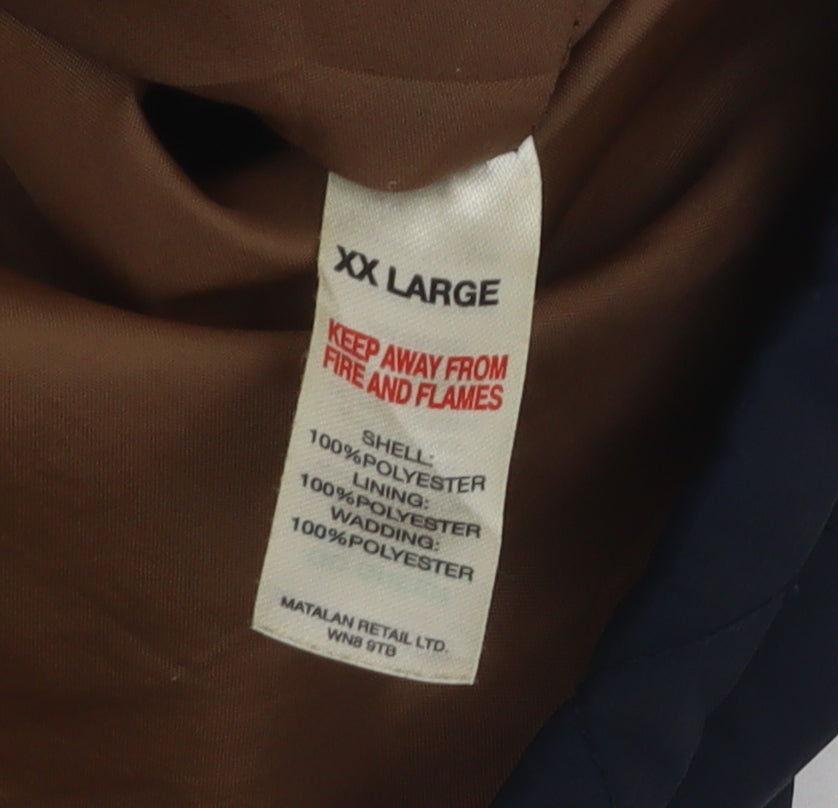 XX LARGE
KEEP AWAY FROM
FIRE AND FLAMES
SHELL:
100%POLYESTER
LINING:
100%POLYESTER
WADDING:
100%POLYESTER
MATALAN RETAIL LTD.
WN8 9TB